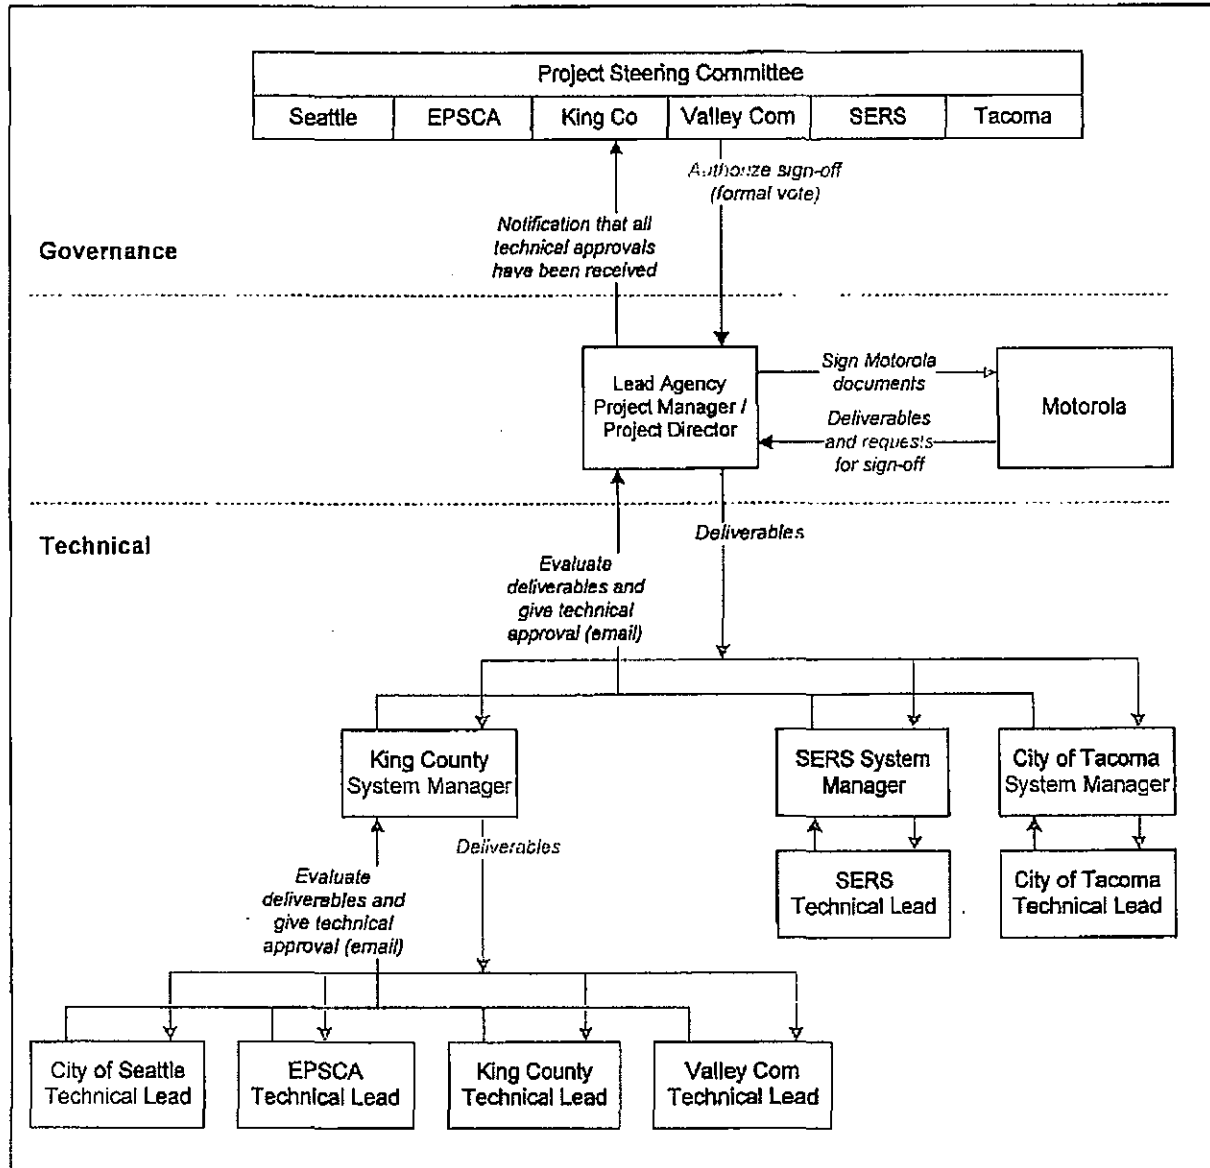 Project Steering Committee
Seattle EPSCA King Co Valley Com SERS Tacoma
Authorize sign-off
(formal vote)
Notification that all
technical approvals
have been received
Governance
Lead Agency
Project Manager /
Project Director
Sign Motorola
documents
Motorola
Deliverables
and requests
for sign-off
Technical
Deliverables
Evaluate
deliverables and
give technical
approval (email)
King County
System Manager
SERS System
Manager
City of Tacoma
System Manager
Deliverables
Evaluate
deliverables and
give technical
approval (email)
SERS
Technical Lead
City of Tacoma
Technical Lead
City of Seattle
Technical Lead
EPSCA
Technical Lead
King County
Technical Lead
Valley Com
Technical Lead